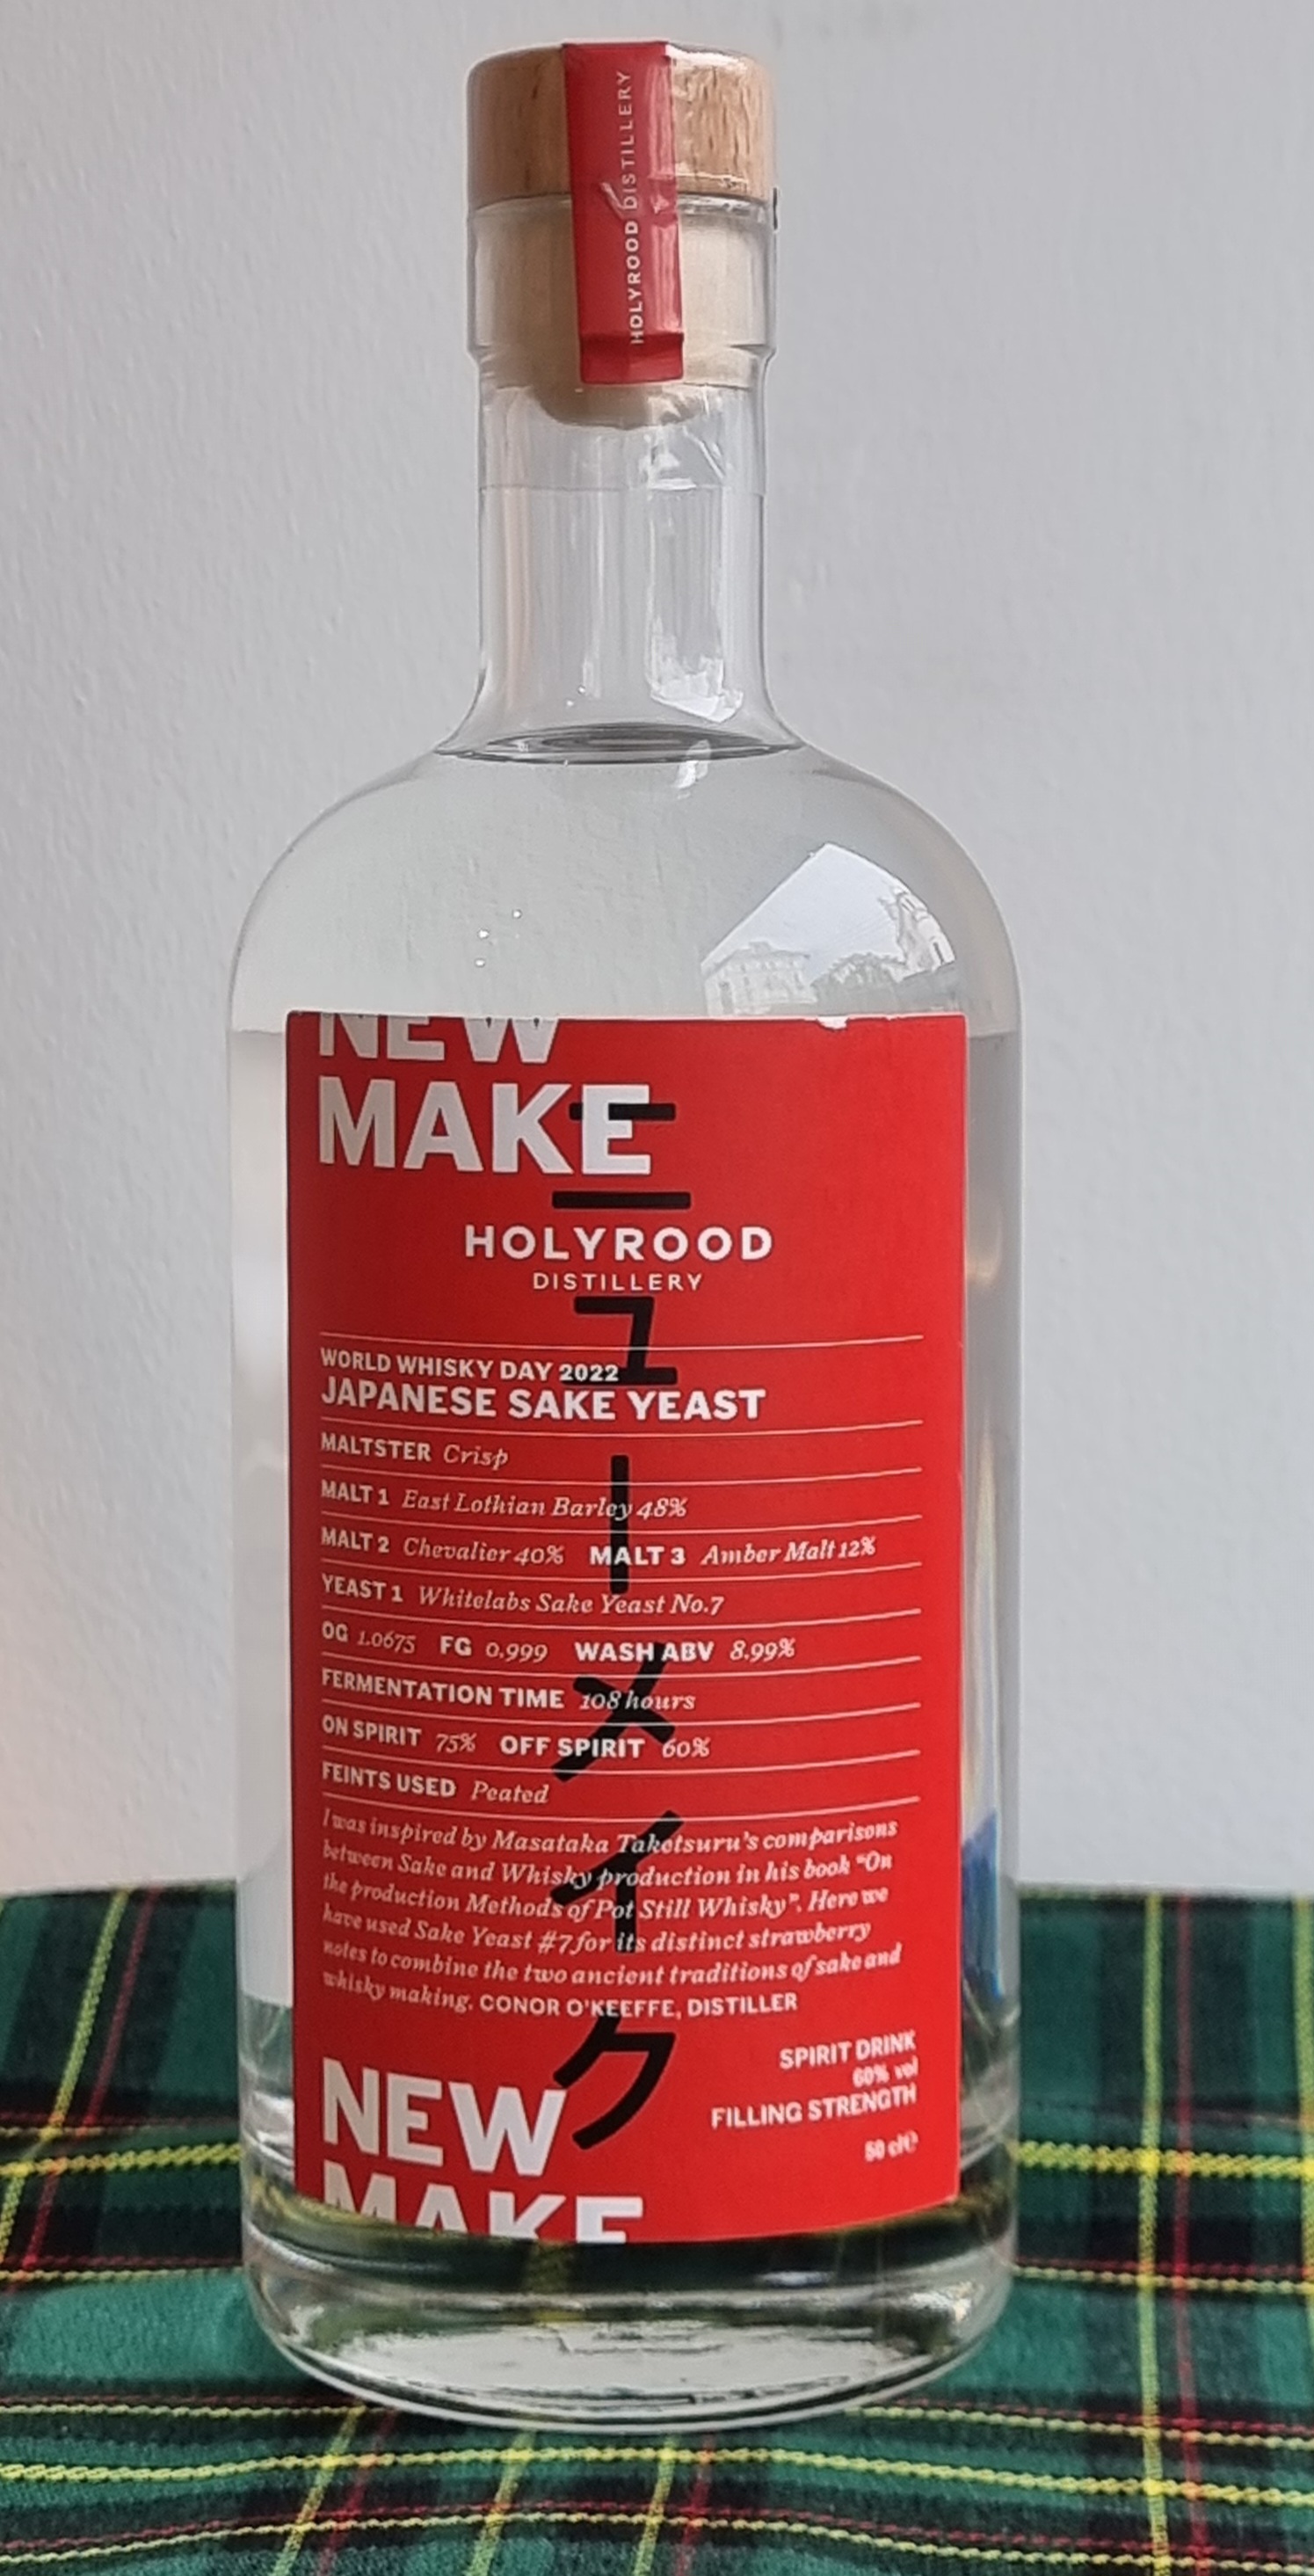 HOLYROOD DISTILLERY
NEW
MAKE
HOLYROOD
DISTILLERY
WORLD WHISKY DAY 2022
JAPANESE SAKE YEAST
MALTSTER Crisp
MALT 1 East Lothian Barley 48%
MALT 2 Chevalier 40% MALT 3 Amber Malt 12%
YEAST 1 Whitelabs Sake Yeast No.7
OG 1.0675 FG 0.999 WASH ABV 8.99%
FERMENTATION TIME 108 hours
ON SPIRIT 75% OFF SPIRIT 60%
FEINTS USED Peated
I was inspired by Masataka Taketsuru's comparisons
between Sake and Whisky production in his book "On
the production Methods of Pot Still Whisky". Here we
have used Sake Yeast #7 for its distinct strawberry
notes to combine the two ancient traditions of sake and
whisky making. CONOR O'KEEFFE, DISTILLER
SPIRIT DRINK
60% vol
FILLING STRENGTH
50 cl℮
NEW
MAKE
ニューメイク